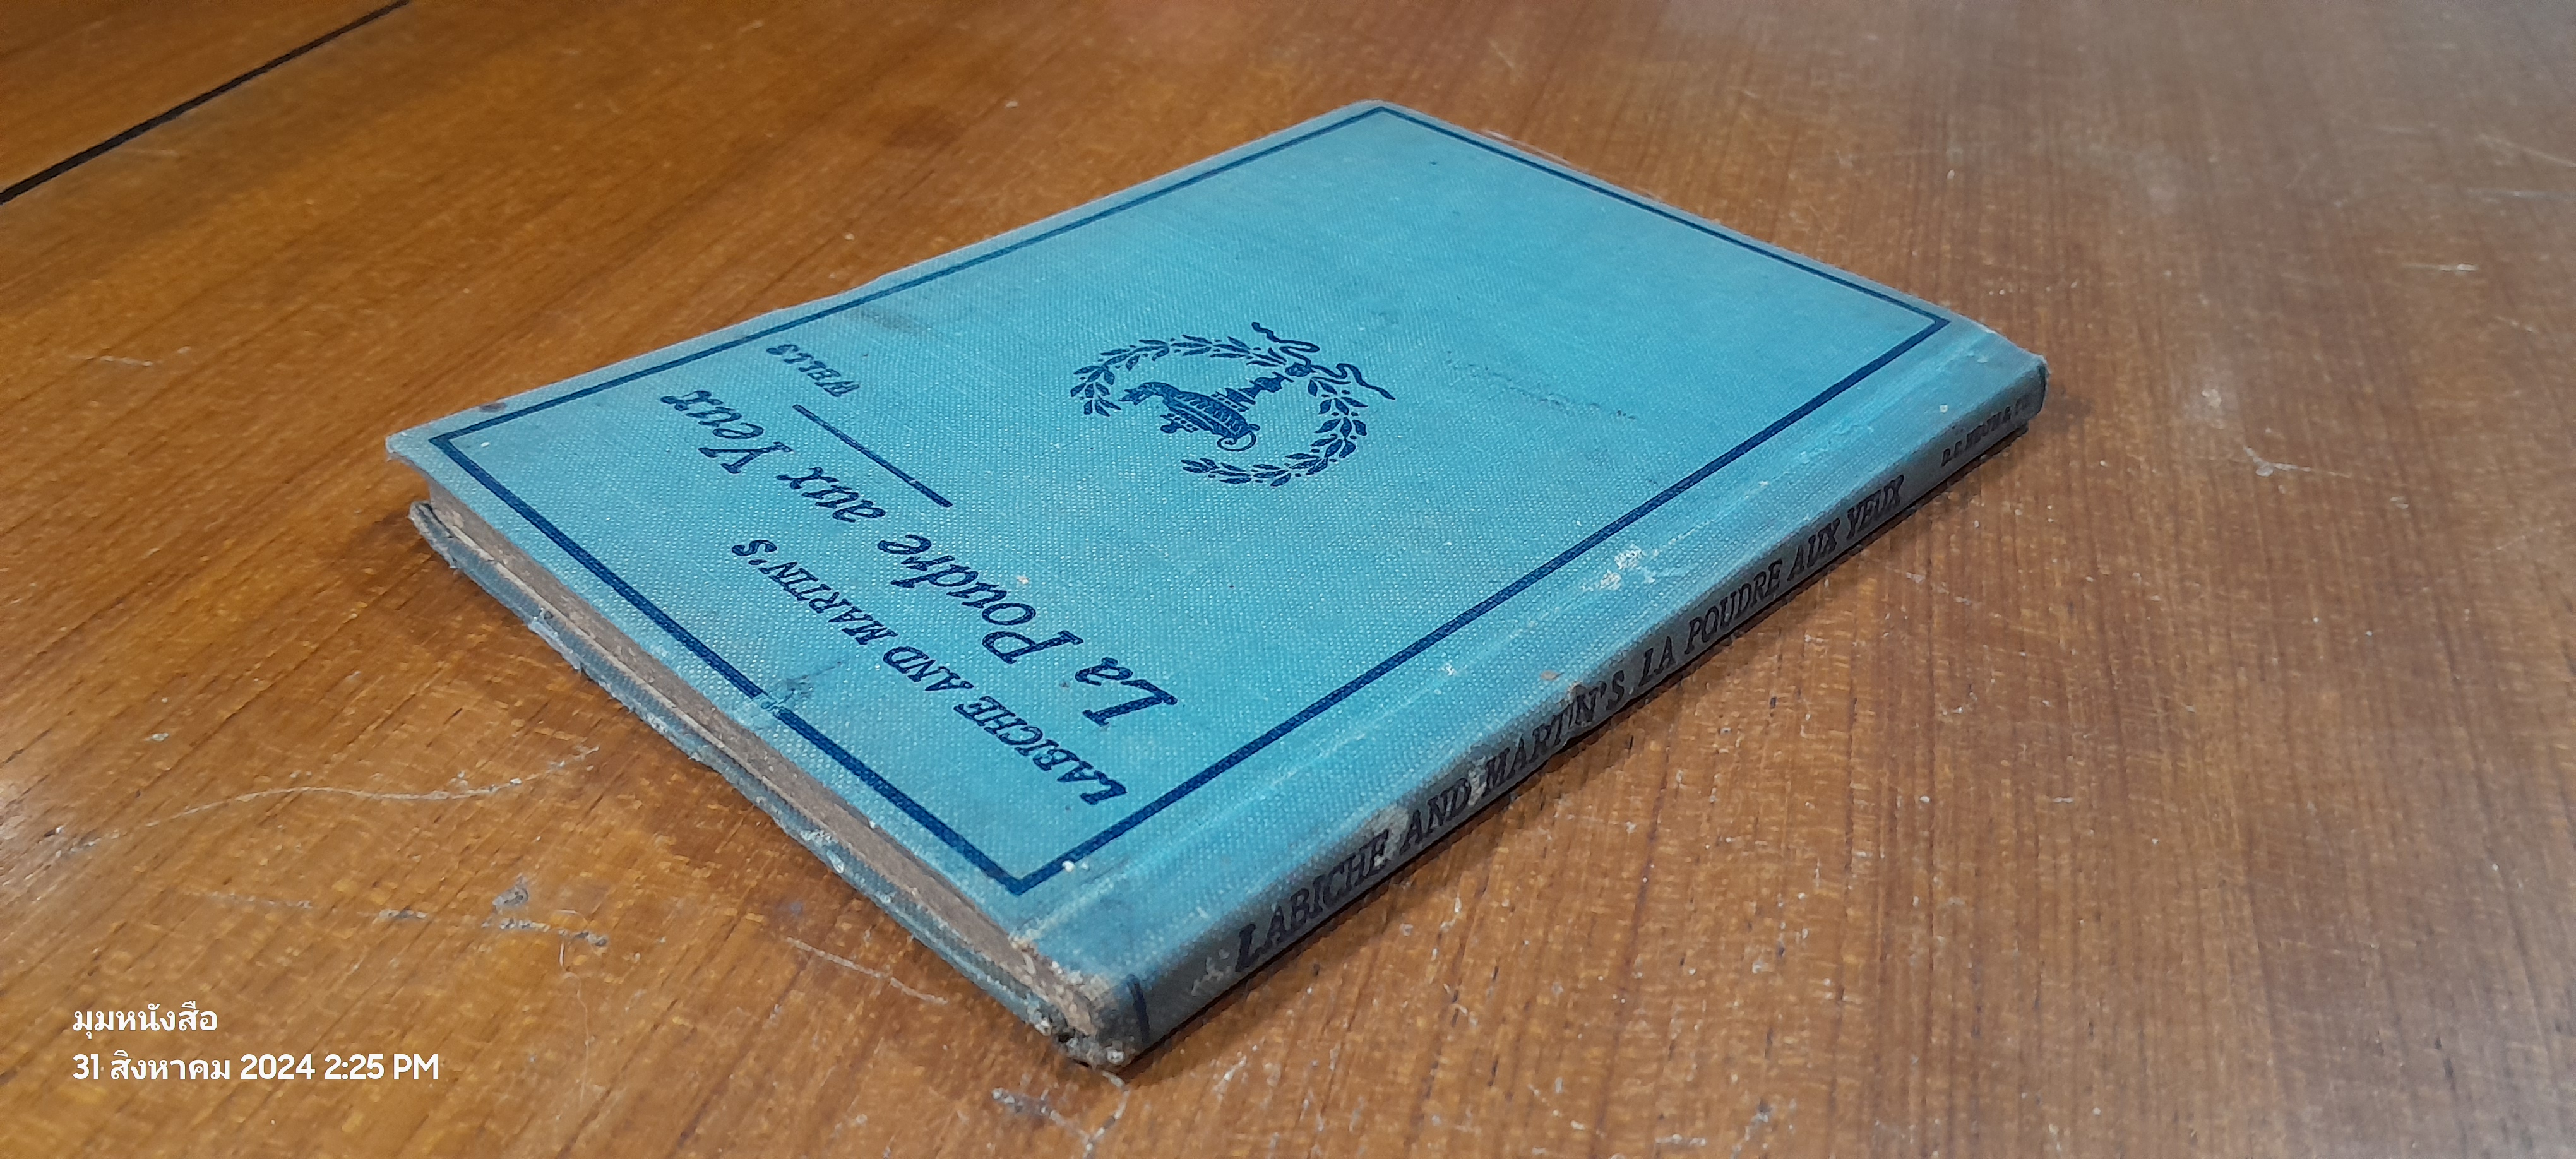 LABICHE AND MARTIN'S
La Poudre aux Yeux
WELLS
LABICHE AND MARTIN'S LA POUDRE AUX YEUX
D.C. HEATH & CO.
มุมหนังสือ
31 สิงหาคม 2024 2:25 PM